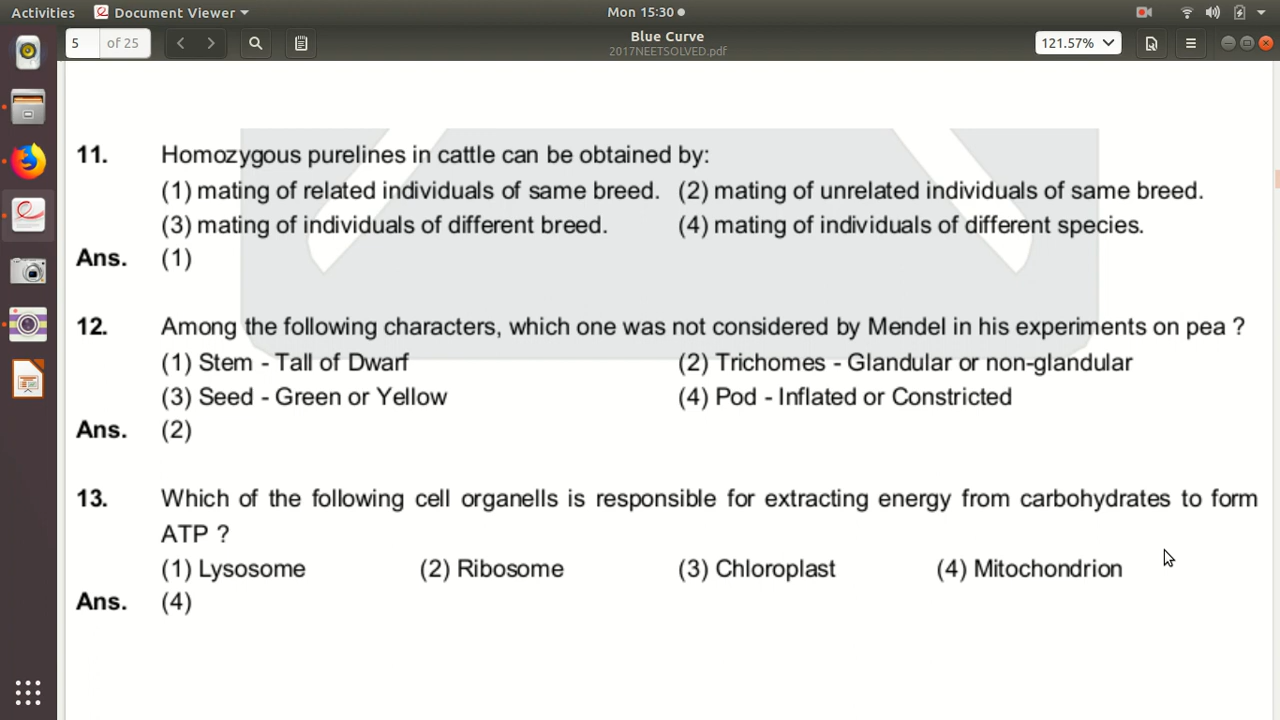 Activities Document Viewer Mon 15:30
5 of 25 Blue Curve 121.57%
2017NEETSOLVED.pdf
11. Homozygous purelines in cattle can be obtained by:
(1) mating of related individuals of same breed. (2) mating of unrelated individuals of same breed.
(3) mating of individuals of different breed. (4) mating of individuals of different species.
Ans. (1)
12. Among the following characters, which one was not considered by Mendel in his experiments on pea ?
(1) Stem - Tall of Dwarf (2) Trichomes - Glandular or non-glandular
(3) Seed - Green or Yellow (4) Pod - Inflated or Constricted
Ans. (2)
13. Which of the following cell organells is responsible for extracting energy from carbohydrates to form
ATP ?
(1) Lysosome (2) Ribosome (3) Chloroplast (4) Mitochondrion
Ans. (4)